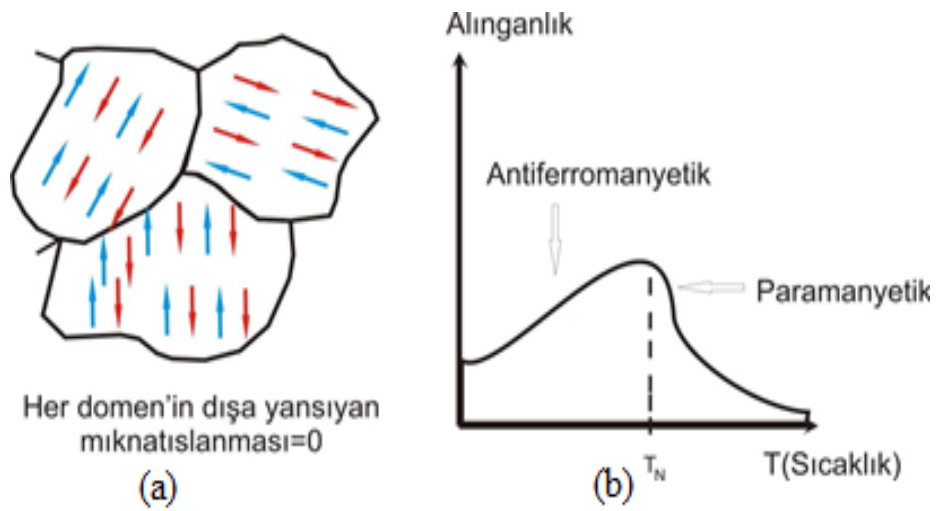 Alınganlık
Antiferromanyetik
Paramanyetik
Her domen'in dışa yansıyan
mıknatıslanması=0
T_N
T(Sıcaklık)
(a)
(b)